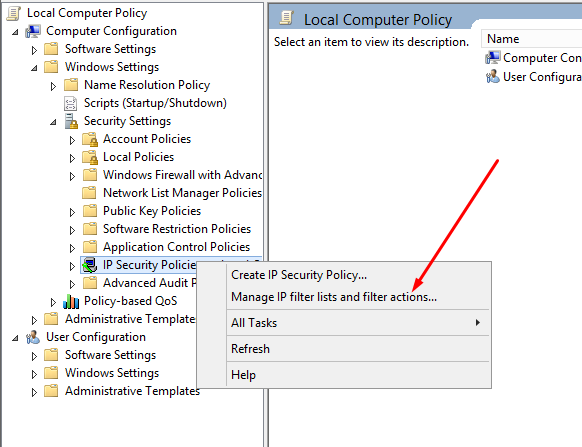 Local Computer Policy
Computer Configuration
Software Settings
Windows Settings
Name Resolution Policy
Scripts (Startup/Shutdown)
Security Settings
Account Policies
Local Policies
Windows Firewall with Advanc
Network List Manager Policies
Public Key Policies
Software Restriction Policies
Application Control Policies
IP Security Policie
Advanced Audit P
Policy-based QoS
Administrative Templates
User Configuration
Software Settings
Windows Settings
Administrative Templates
Local Computer Policy
Select an item to view its description.
Name
Computer Con
User Configura
Create IP Security Policy...
Manage IP filter lists and filter actions...
All Tasks
Refresh
Help